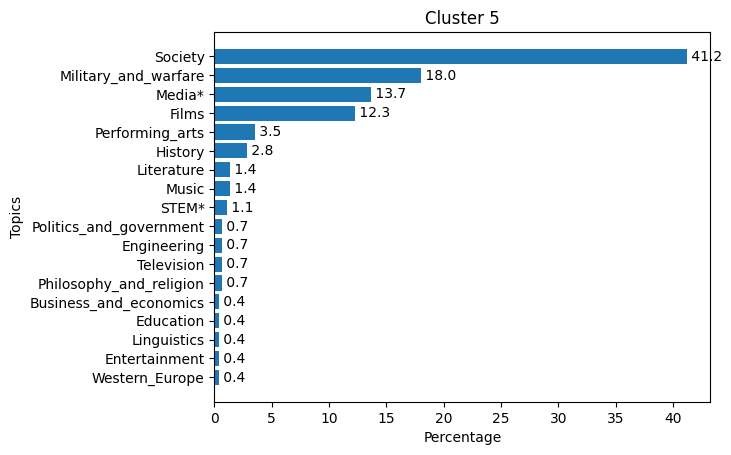 Cluster 5
Topics
Society 41.2
Military_and_warfare 18.0
Media* 13.7
Films 12.3
Performing_arts 3.5
History 2.8
Literature 1.4
Music 1.4
STEM* 1.1
Politics_and_government 0.7
Engineering 0.7
Television 0.7
Philosophy_and_religion 0.7
Business_and_economics 0.4
Education 0.4
Linguistics 0.4
Entertainment 0.4
Western_Europe 0.4
0 5 10 15 20 25 30 35 40
Percentage